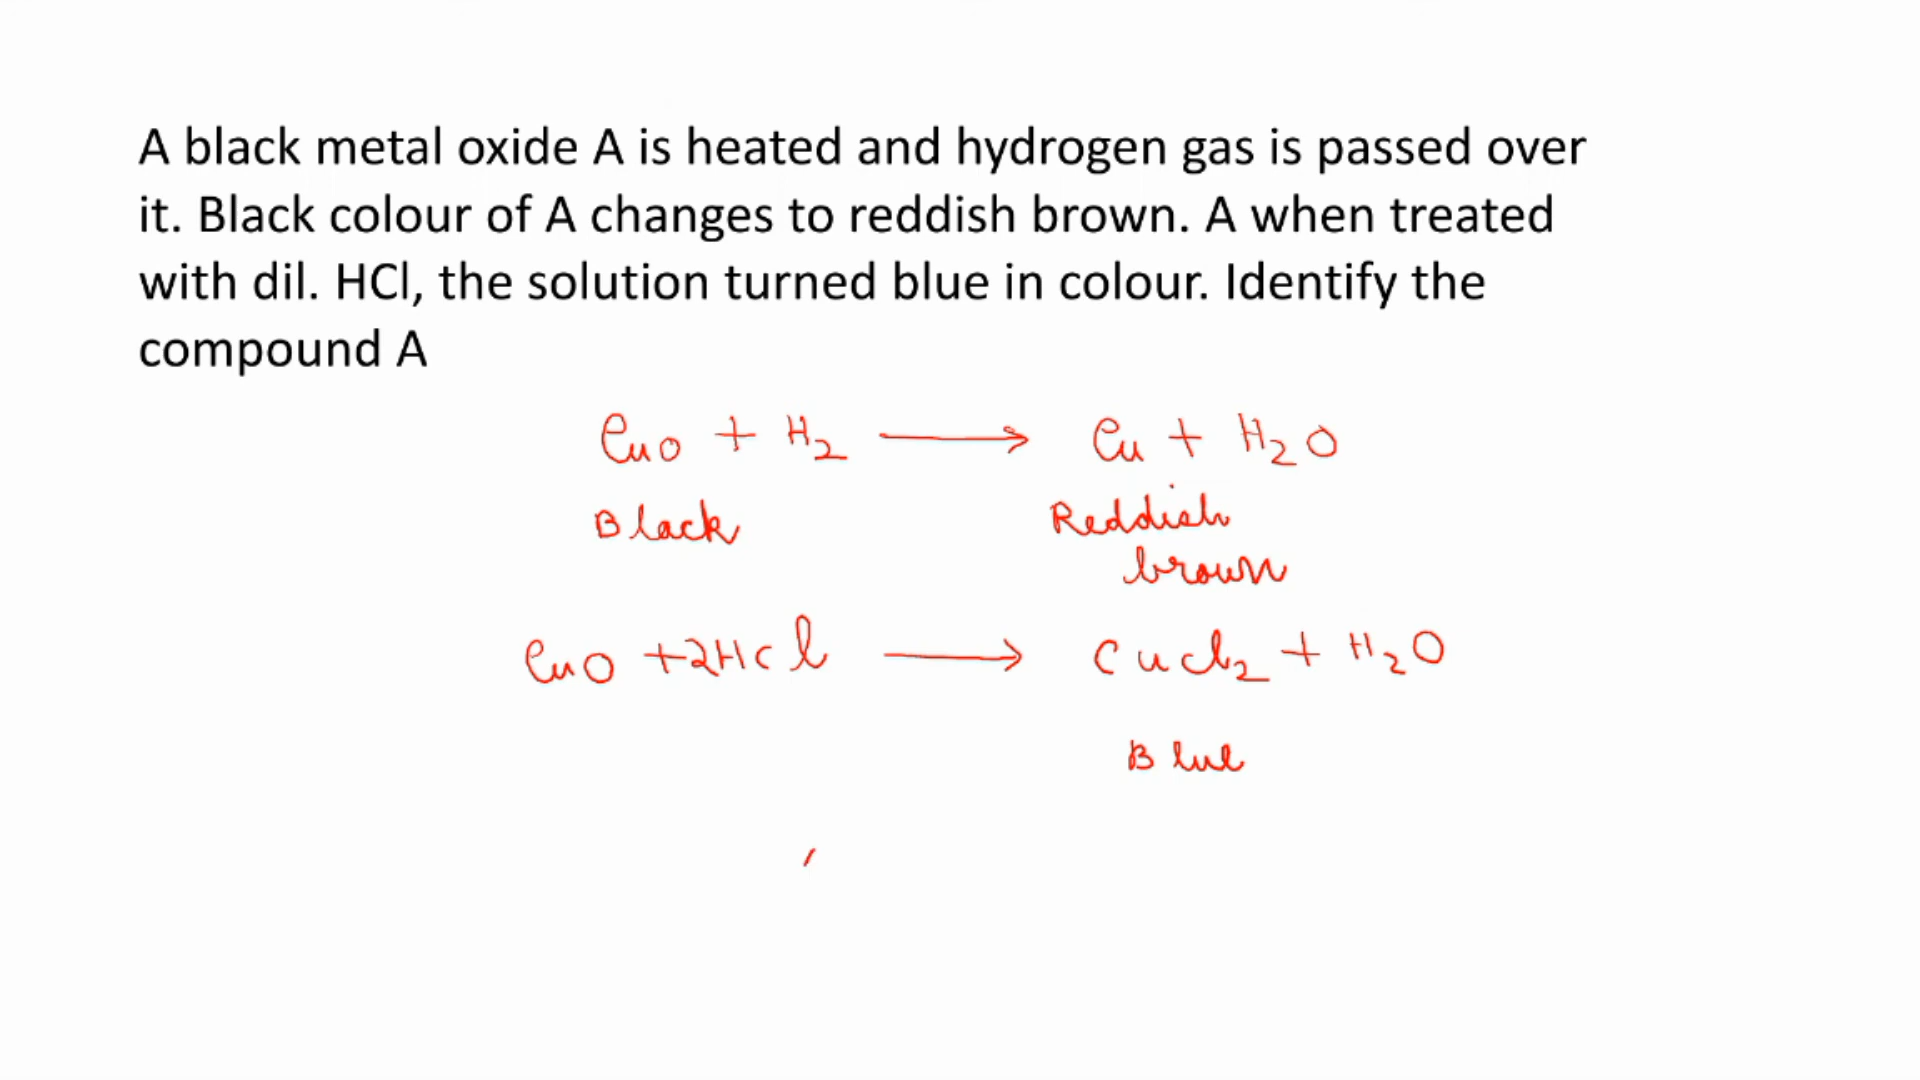 A black metal oxide A is heated and hydrogen gas is passed over
it. Black colour of A changes to reddish brown. A when treated
with dil. HCl, the solution turned blue in colour. Identify the
compound A
CuO + H₂ ⟶ Cu + H₂O
Black Reddish
brown
CuO +2HCl ⟶ CuCl₂ + H₂O
Blue